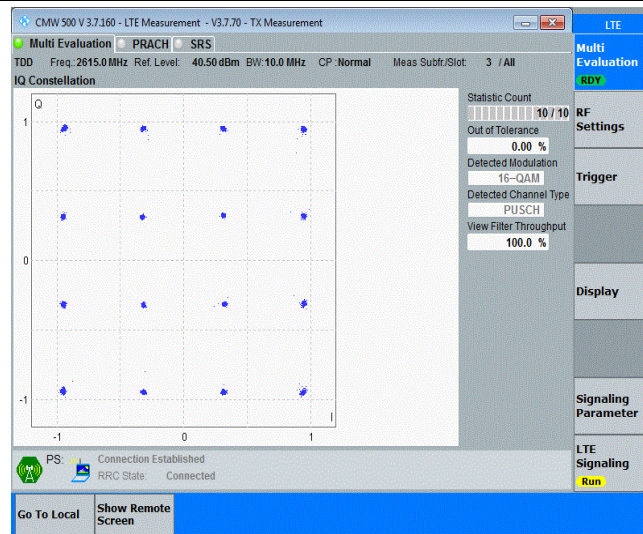 CMW 500 V 3.7.160 - LTE Measurement - V3.7.70 - TX Measurement
LTE
Multi Evaluation PRACH SRS
Multi
Evaluation
RDY
TDD Freq.: 2615.0 MHz Ref. Level: 40.50 dBm BW: 10.0 MHz CP : Normal Meas Subfr./Slot: 3 / All
IQ Constellation
Q
1
0
-1
-1
0
1
I
Statistic Count
10 / 10
Out of Tolerance
0.00 %
Detected Modulation
16-QAM
Detected Channel Type
PUSCH
View Filter Throughput
100.0 %
RF
Settings
Trigger
Display
Signaling
Parameter
LTE
Signaling
Run
PS: Connection Established
RRC State: Connected
Go To Local
Show Remote
Screen